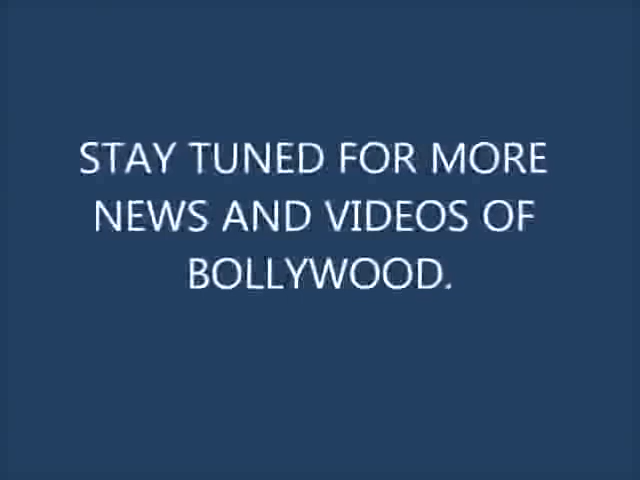 STAY TUNED FOR MORE
NEWS AND VIDEOS OF
BOLLYWOOD.